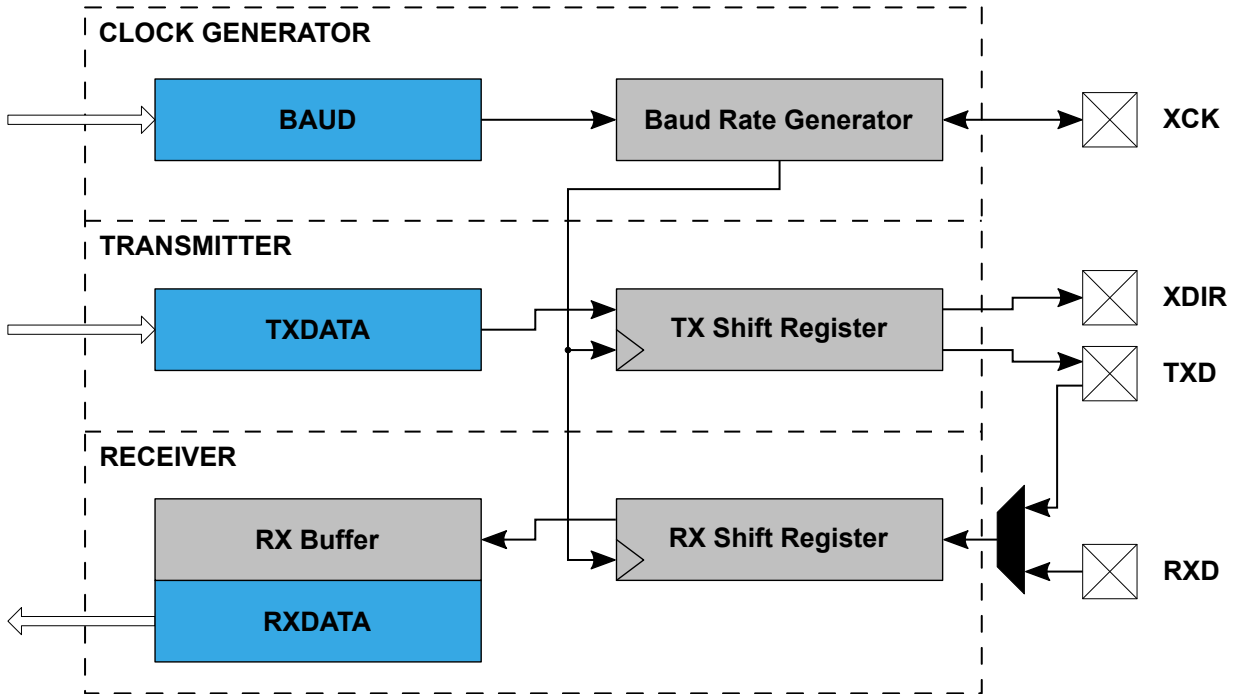 CLOCK GENERATOR
BAUD
Baud Rate Generator
XCK
TRANSMITTER
TXDATA
TX Shift Register
XDIR
TXD
RECEIVER
RX Buffer
RX Shift Register
RXD
RXDATA